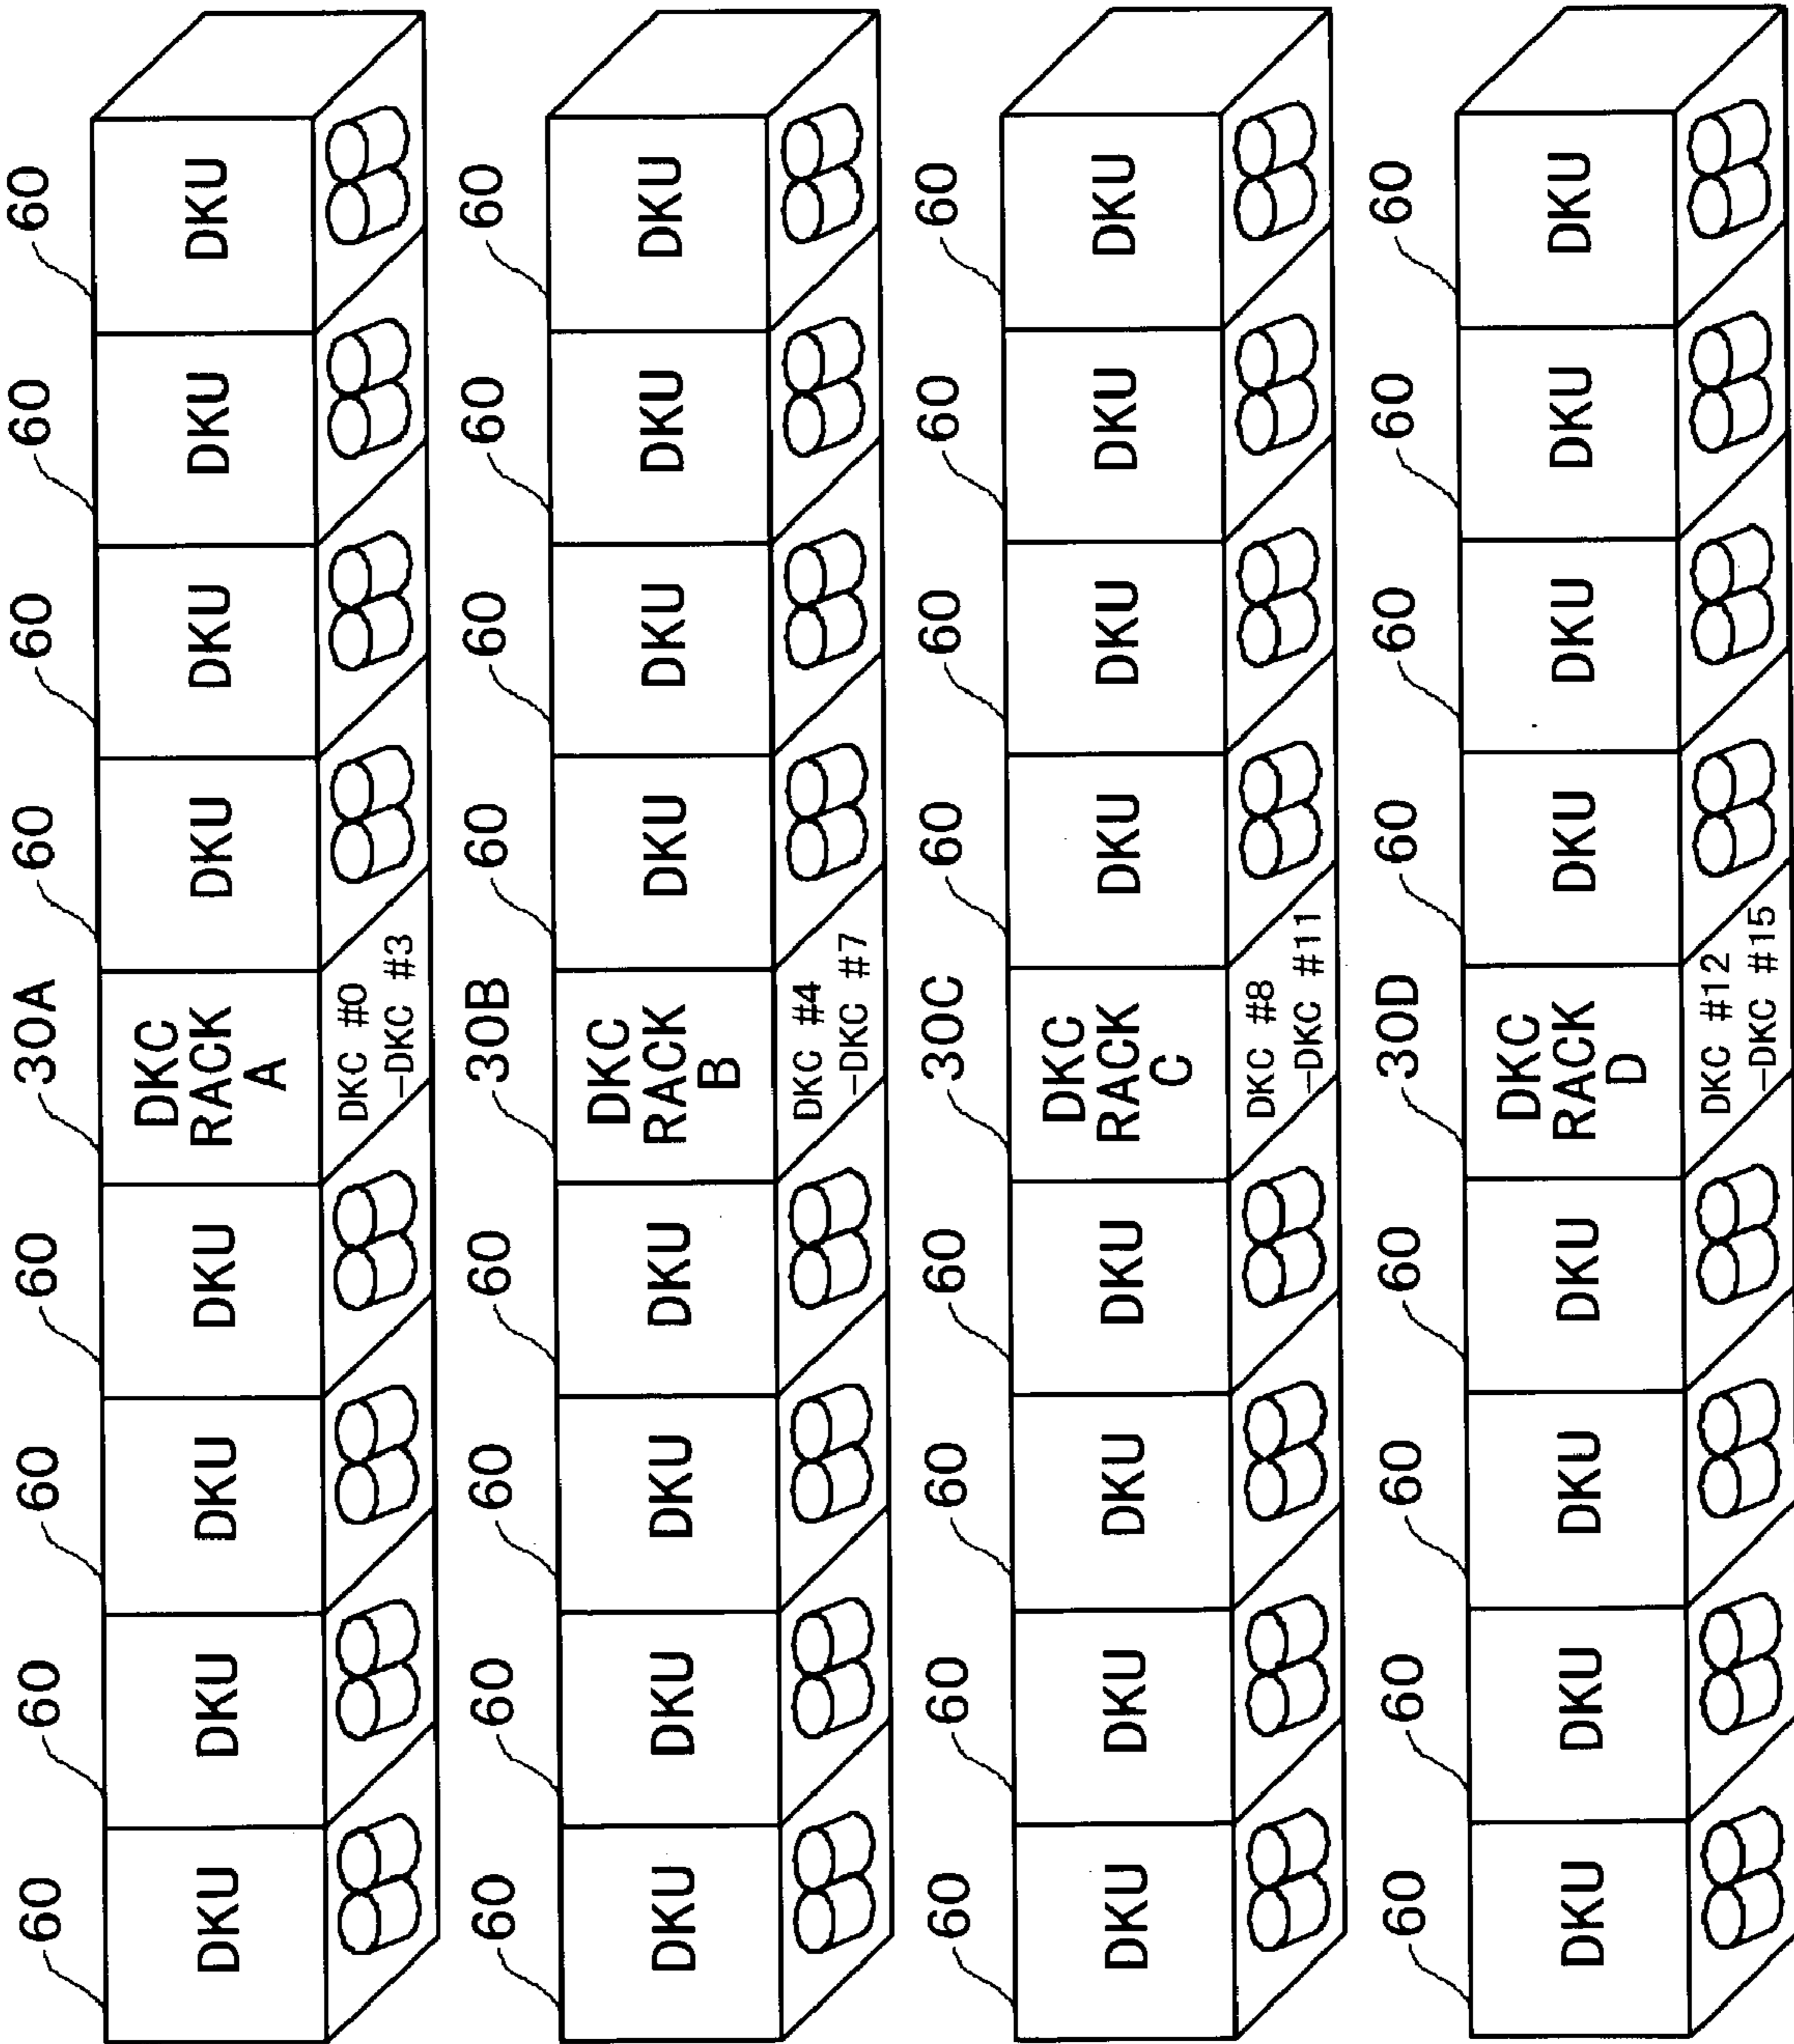 60 60 60 60 30A 60 60 60 60
DKU DKU DKU DKU
DKC
RACK
A
DKU DKU DKU DKU
DKC #0
–DKC #3
60 60 60 60 30B 60 60 60 60
DKU DKU DKU DKU
DKC
RACK
B
DKU DKU DKU DKU
DKC #4
–DKC #7
60 60 60 60 30C 60 60 60 60
DKU DKU DKU DKU
DKC
RACK
C
DKU DKU DKU DKU
DKC #8
–DKC #11
60 60 60 60 30D 60 60 60 60
DKU DKU DKU DKU
DKC
RACK
D
DKU DKU DKU DKU
DKC #12
–DKC #15